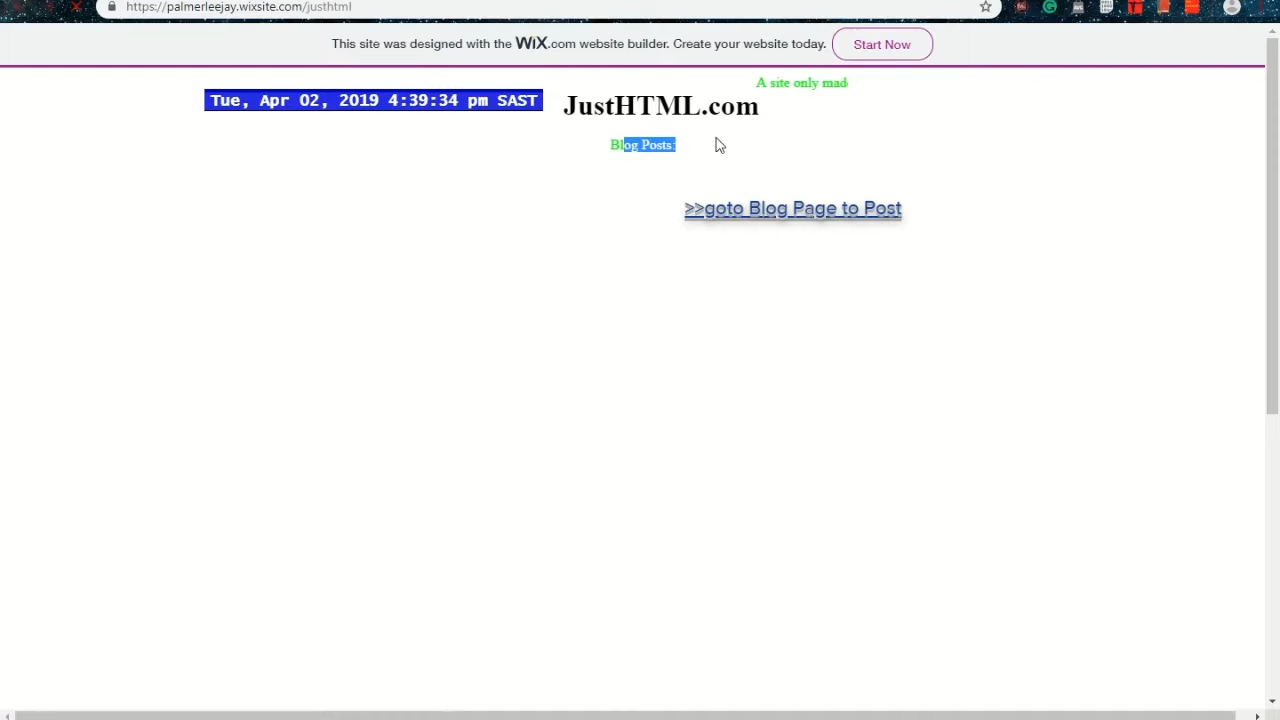 https://palmerleejay.wixsite.com/justhtml
This site was designed with the WiX.com website builder. Create your website today. Start Now
A site only mad
Tue, Apr 02, 2019 4:39:34 pm SAST
JustHTML.com
Blog Posts:
>>goto Blog Page to Post